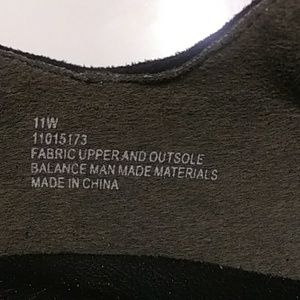 11W
11015173
FABRIC UPPER AND OUTSOLE
BALANCE MAN MADE MATERIALS
MADE IN CHINA